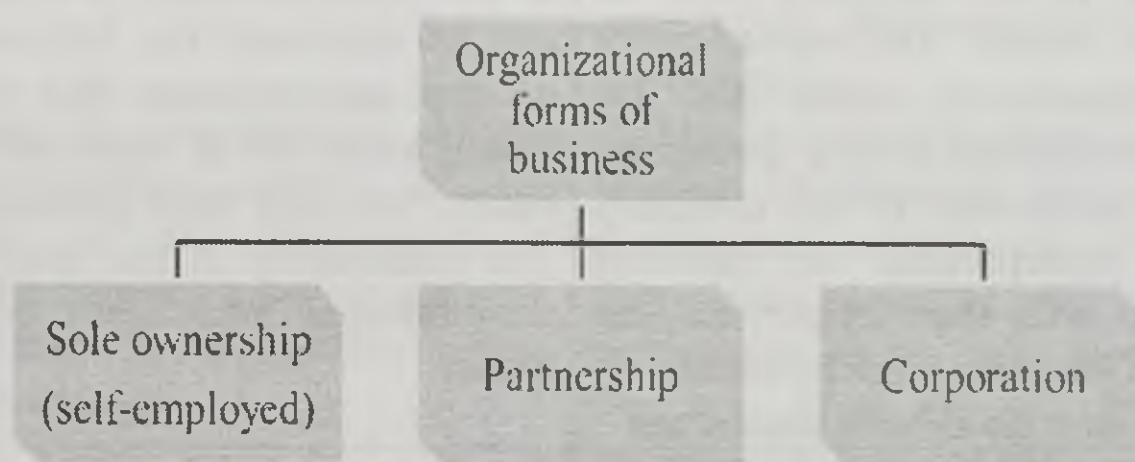 Organizational
forms of
business
Sole ownership
(self-employed)
Partnership
Corporation